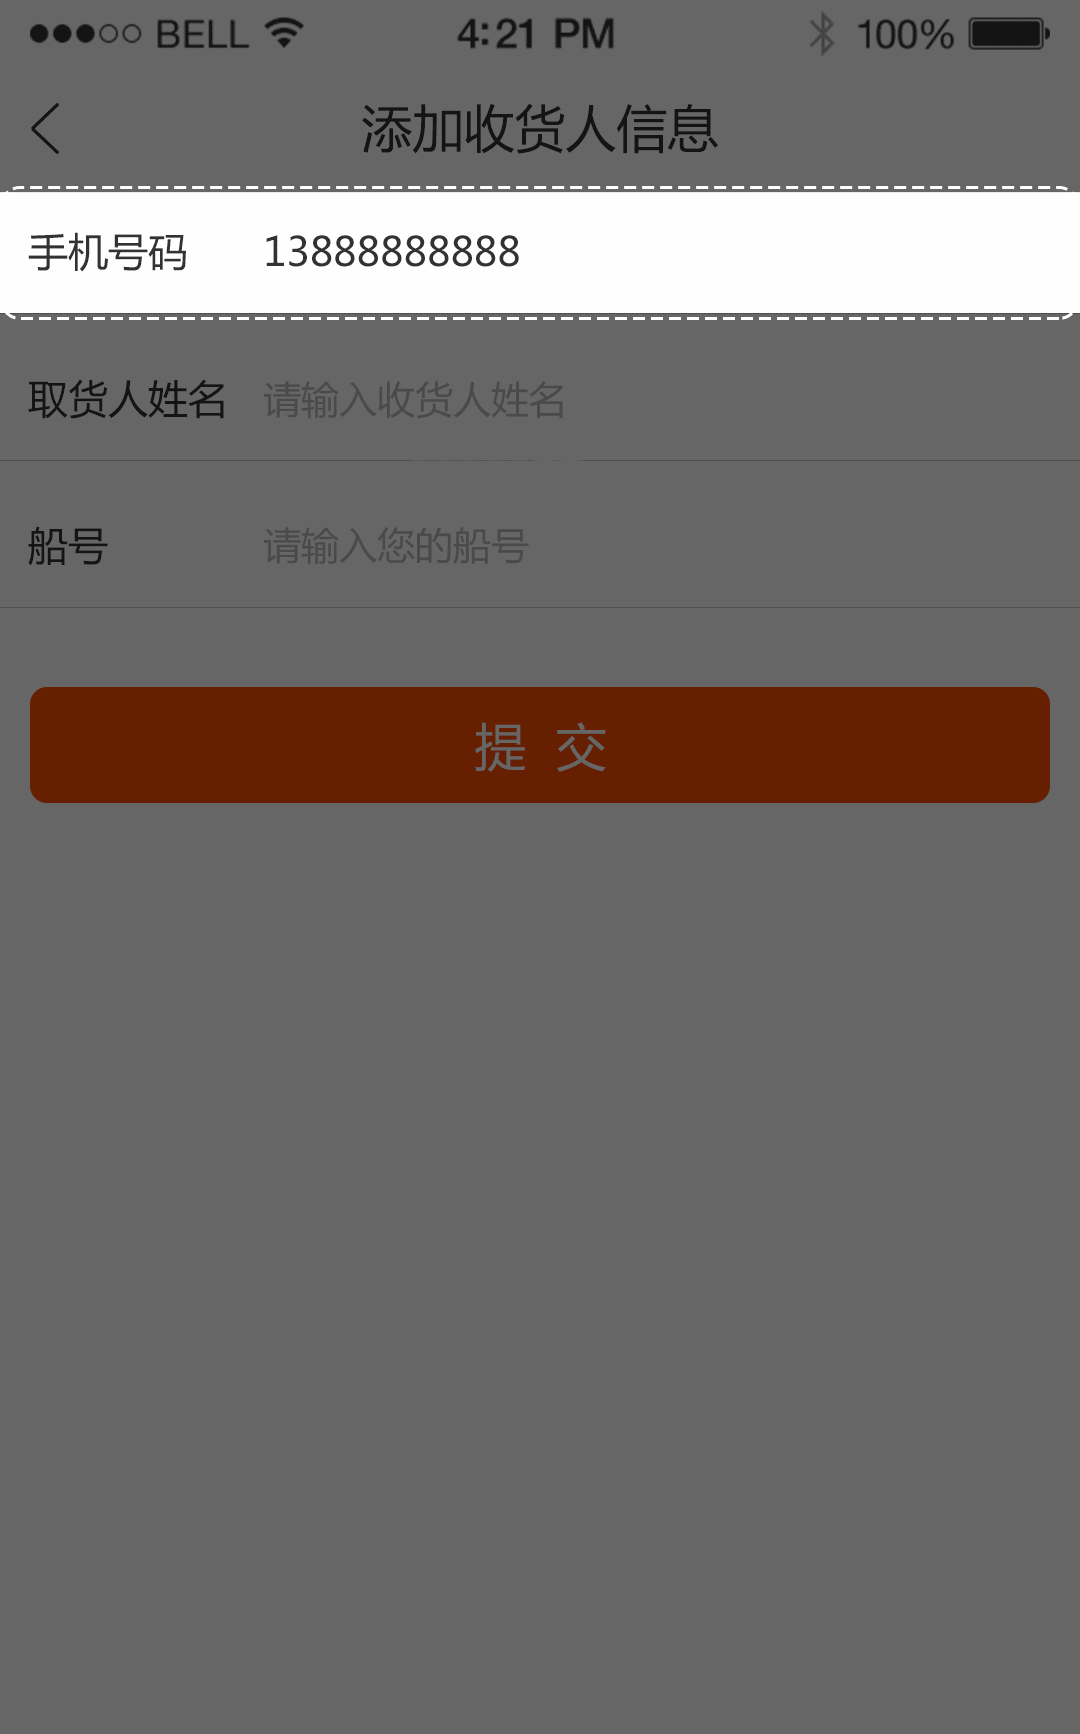 BELL 4:21 PM 100%
添加收货人信息
手机号码 13888888888
取货人姓名 请输入收货人姓名
船号 请输入您的船号
提 交